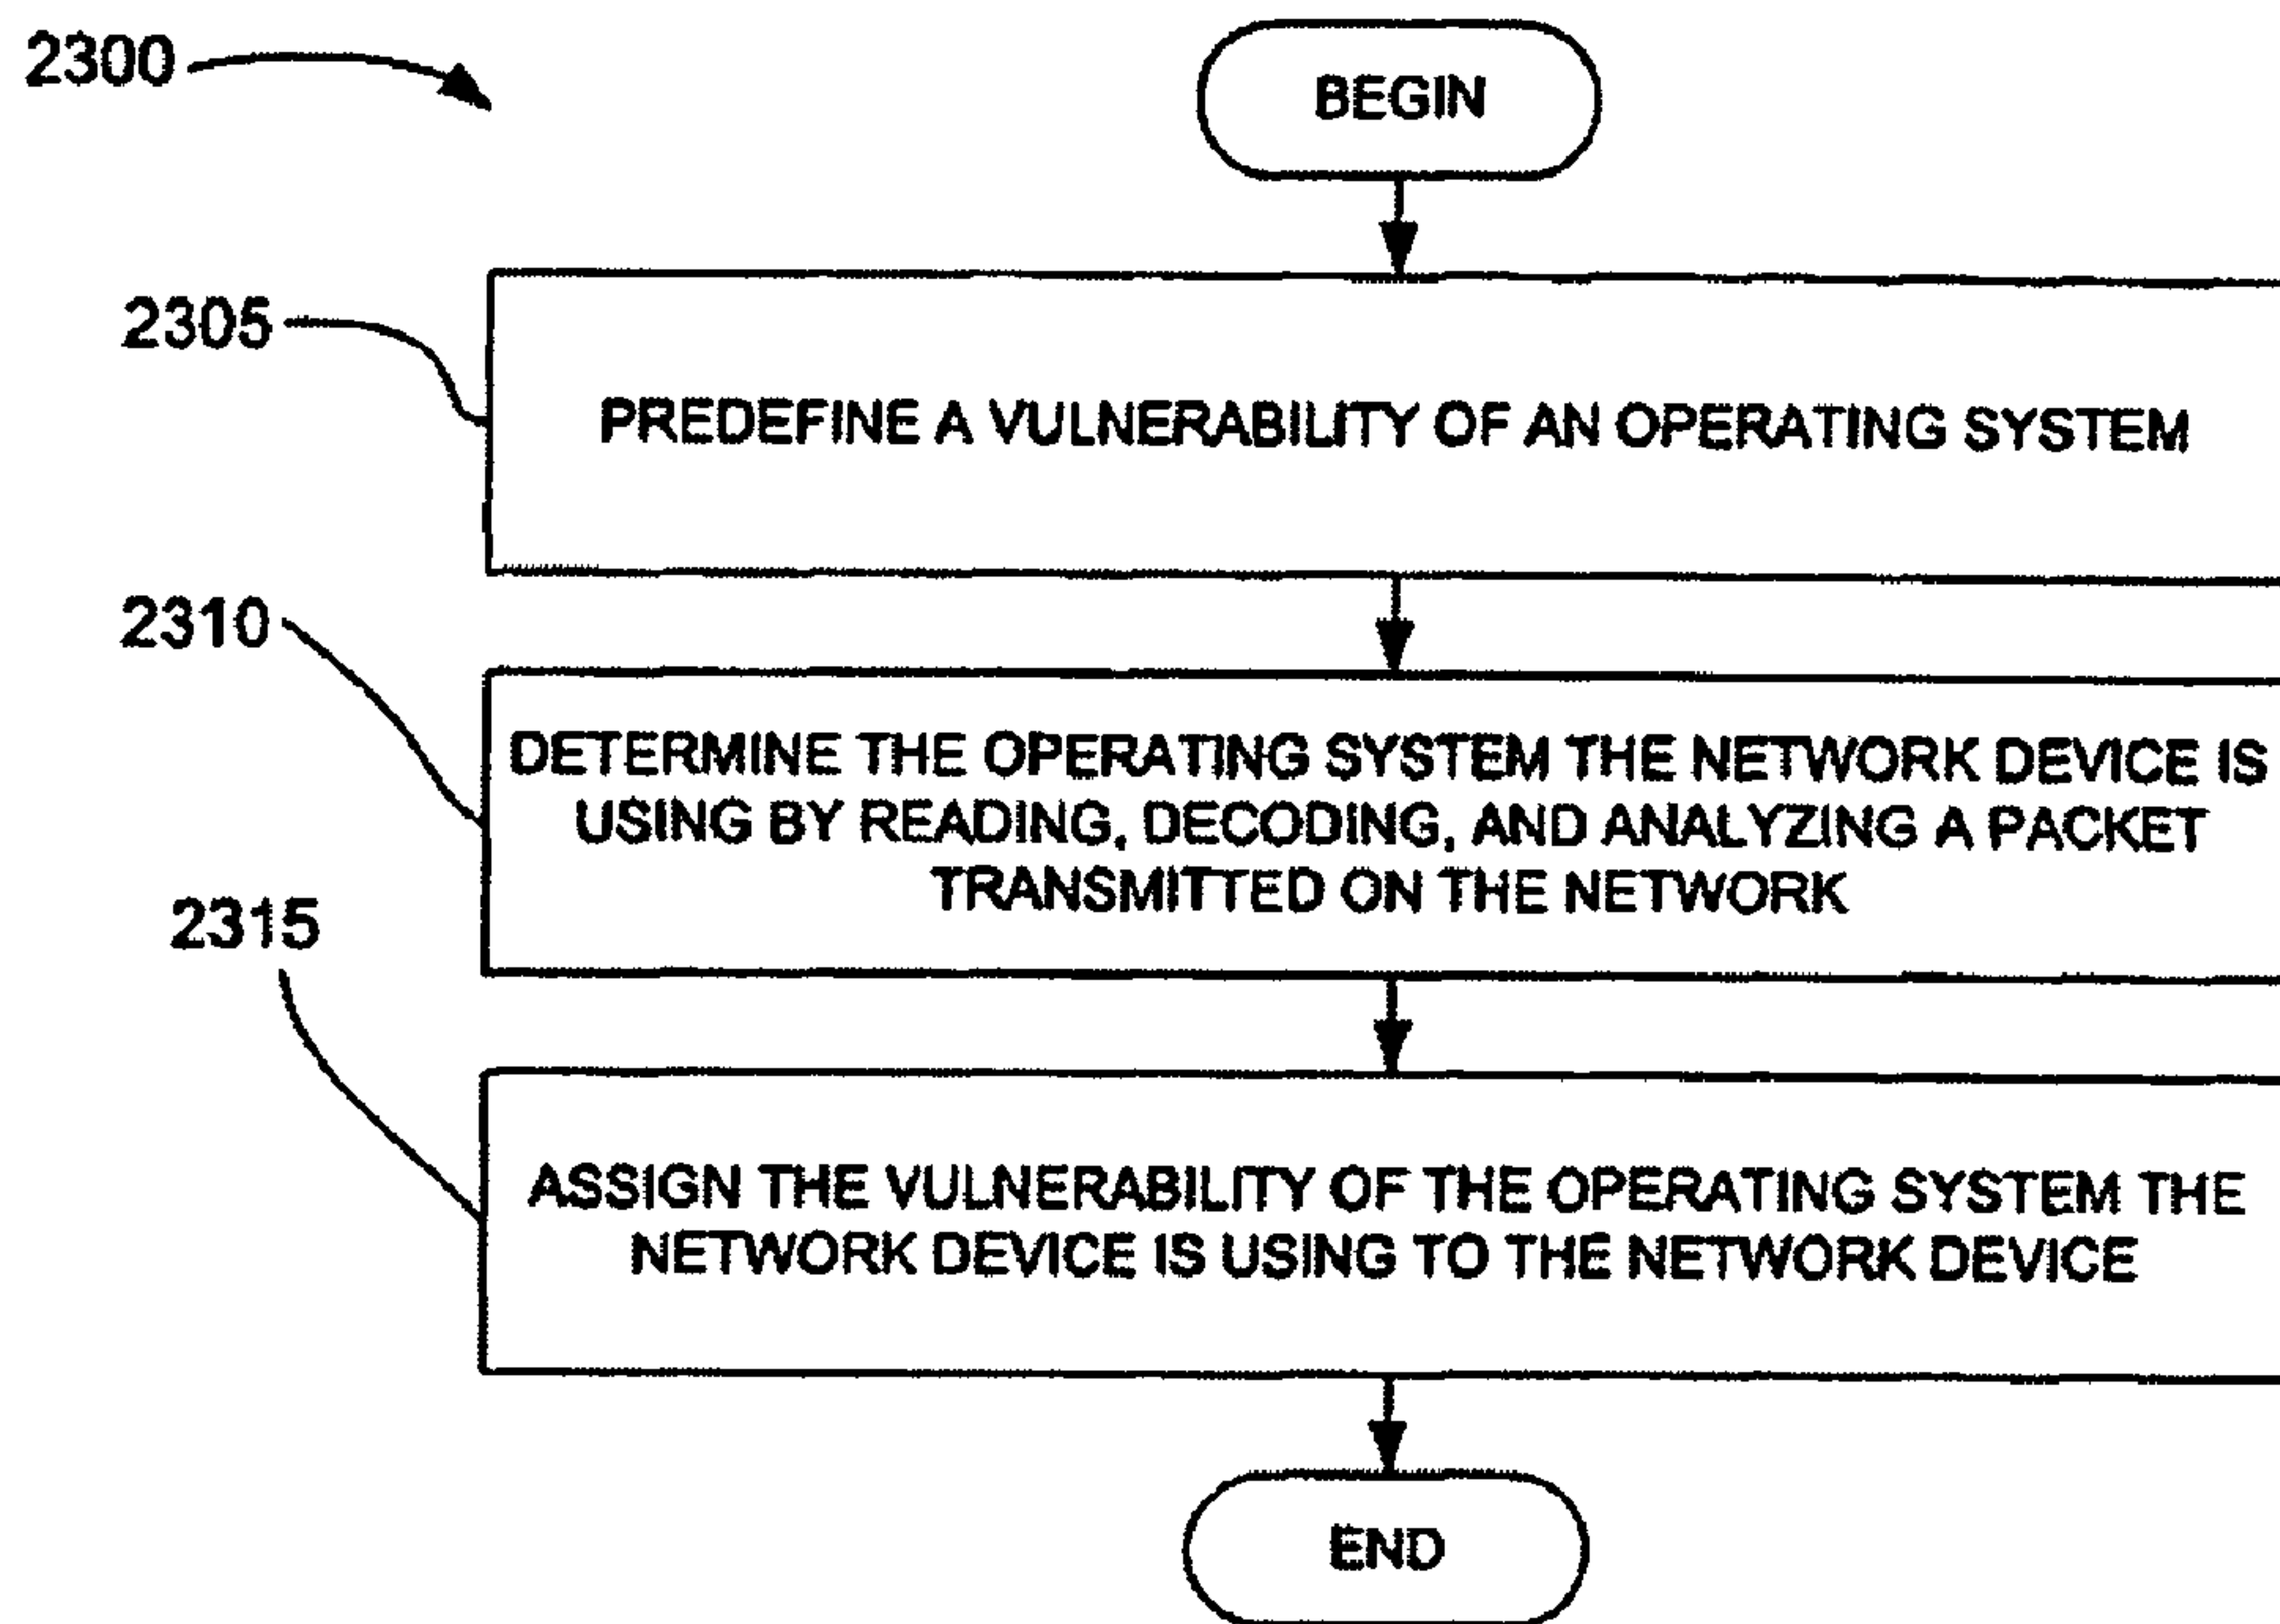 2300
BEGIN
2305
PREDEFINE A VULNERABILITY OF AN OPERATING SYSTEM
2310
DETERMINE THE OPERATING SYSTEM THE NETWORK DEVICE IS
USING BY READING, DECODING, AND ANALYZING A PACKET
TRANSMITTED ON THE NETWORK
2315
ASSIGN THE VULNERABILITY OF THE OPERATING SYSTEM THE
NETWORK DEVICE IS USING TO THE NETWORK DEVICE
END